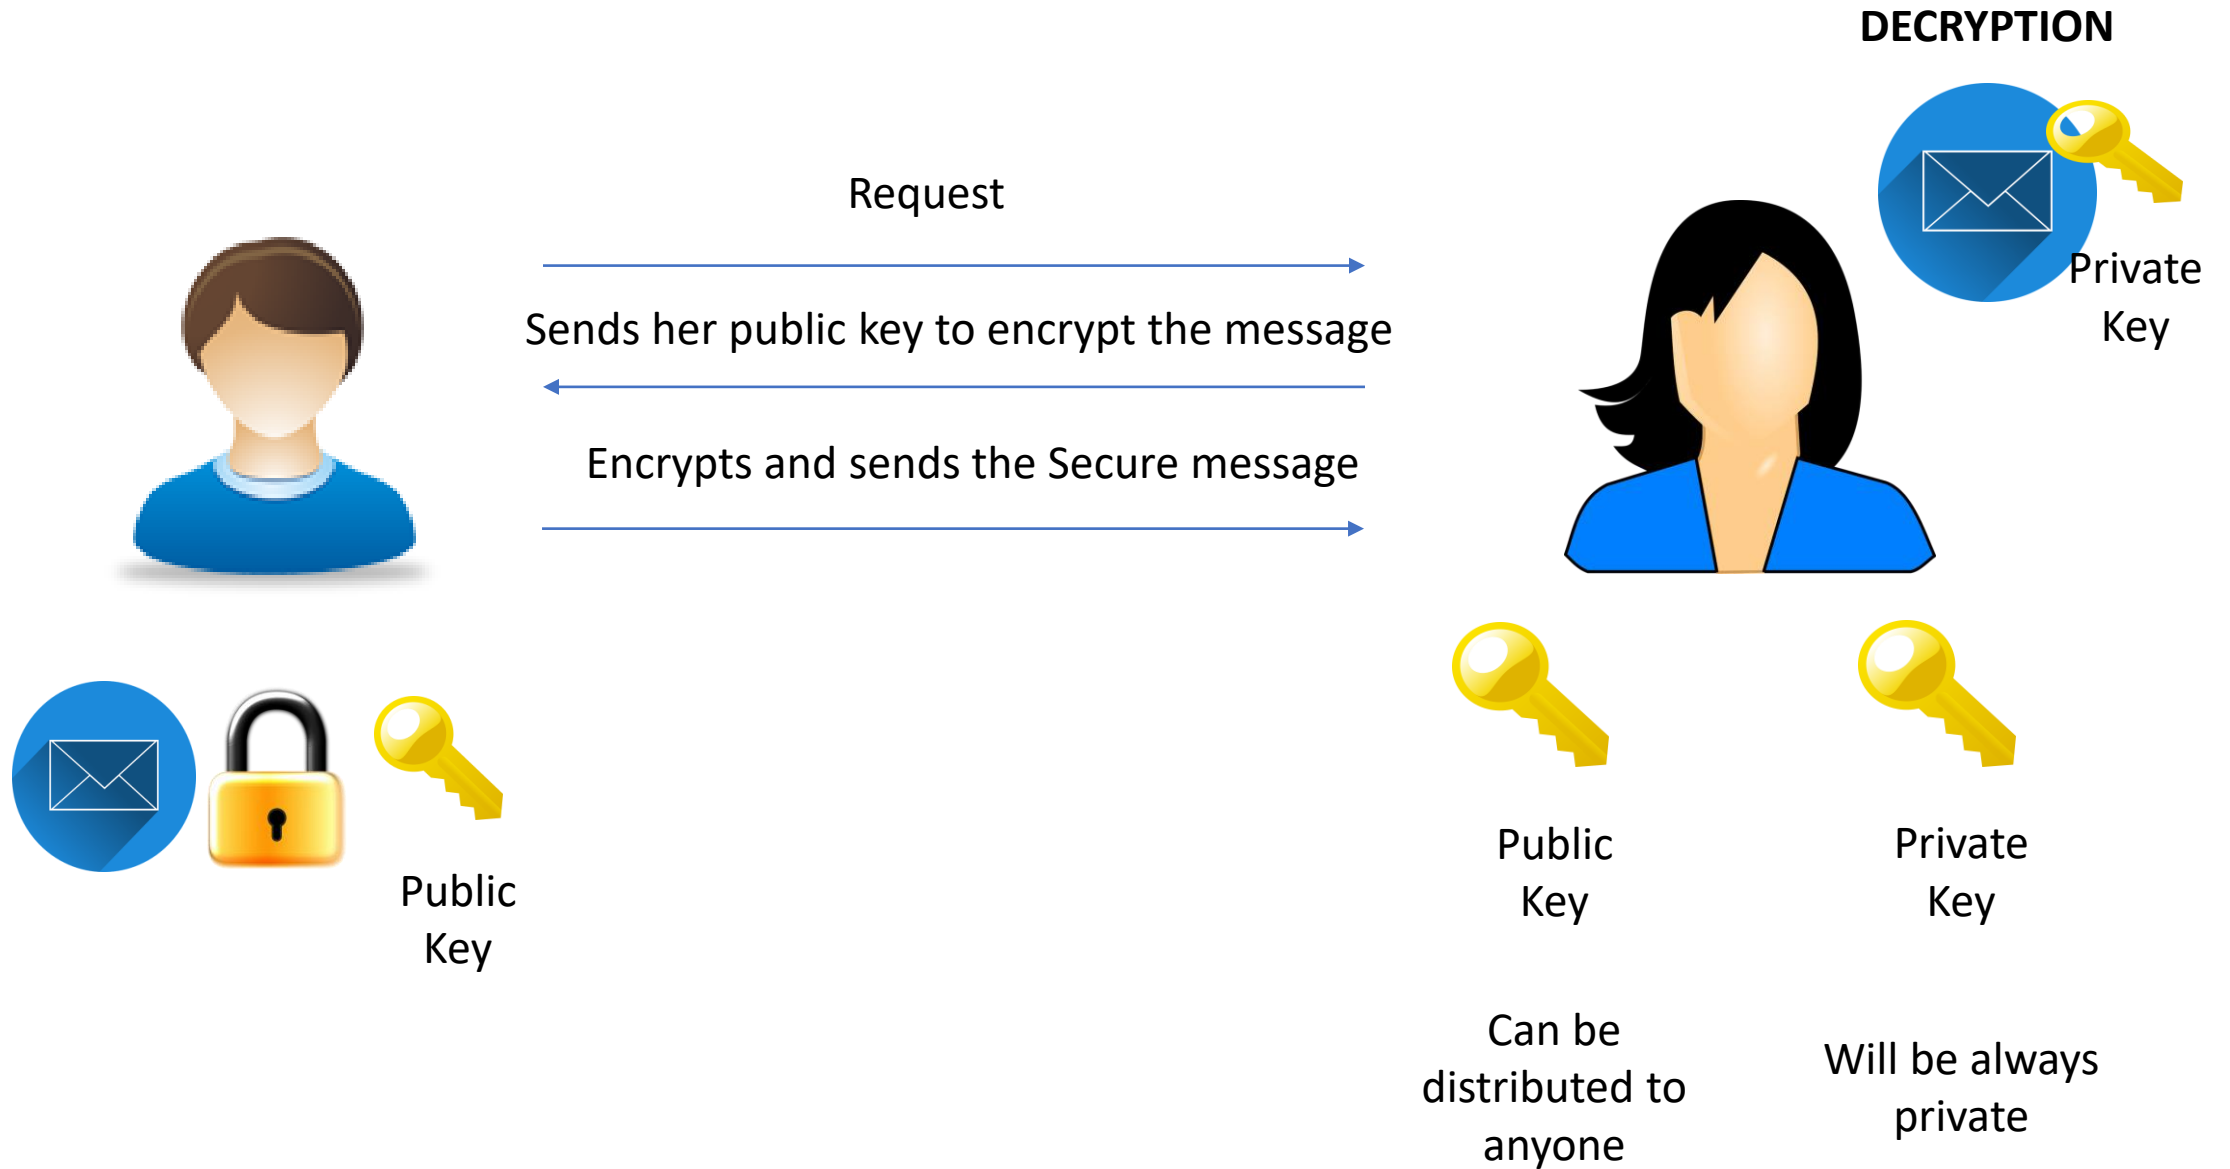 DECRYPTION
Request
Private
Key
Sends her public key to encrypt the message
Encrypts and sends the Secure message
Public
Key
Public
Key
Private
Key
Can be
distributed to
anyone
Will be always
private